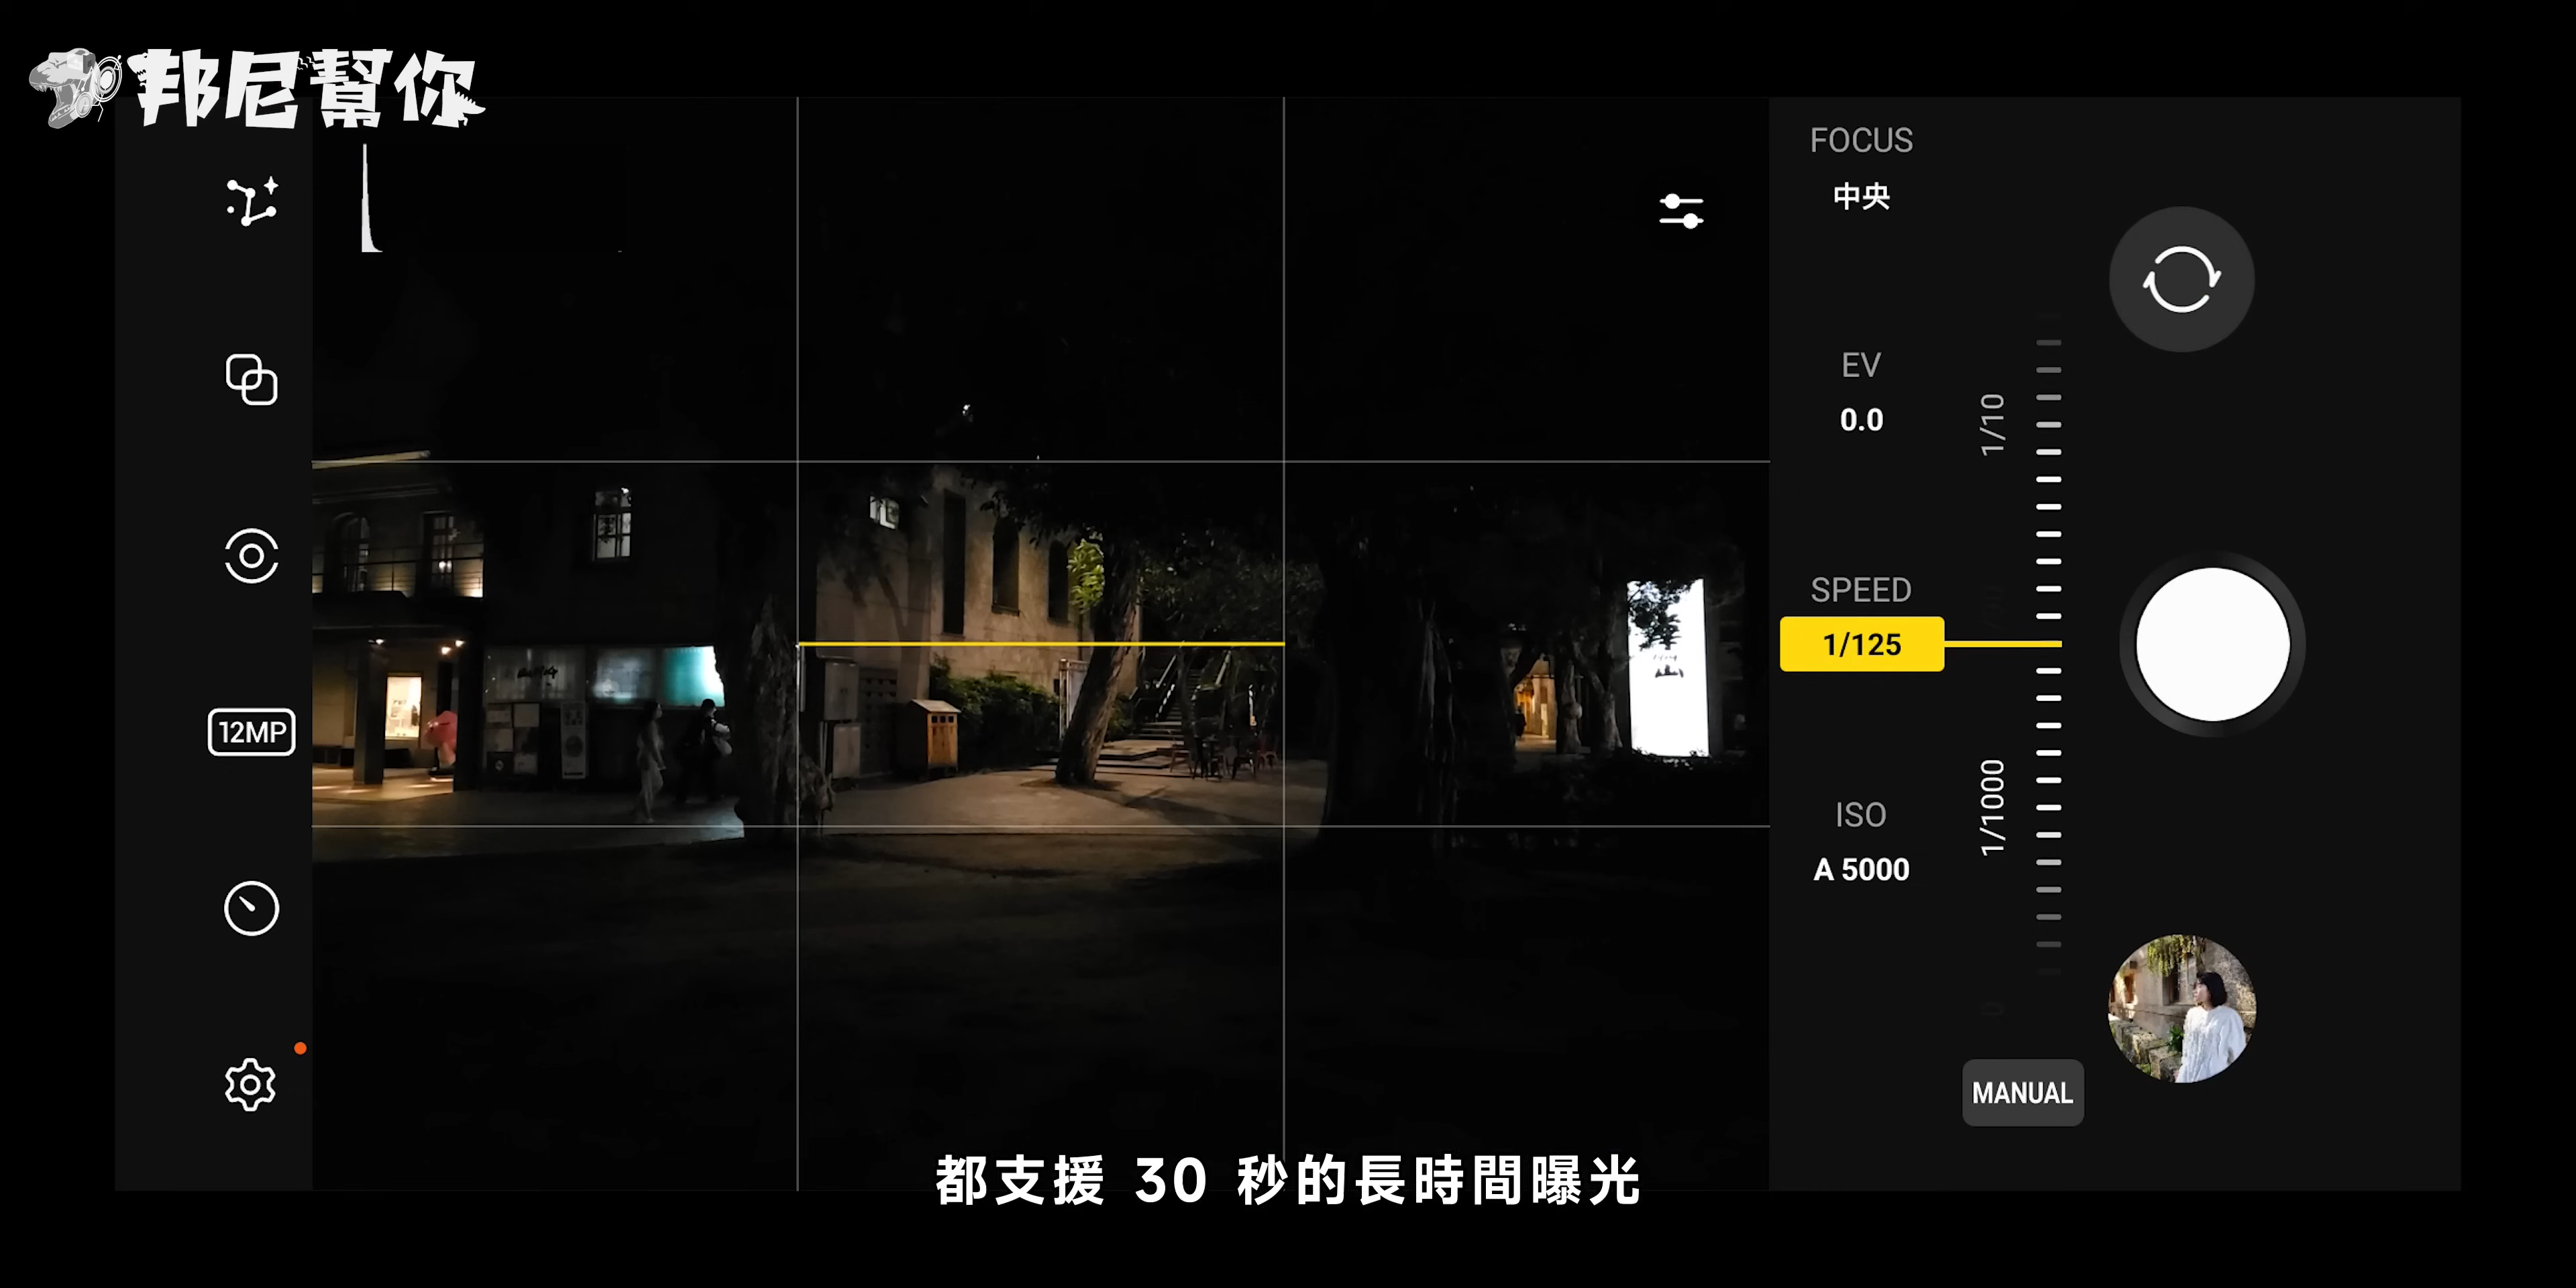 邦尼幫你
FOCUS
中央
EV
0.0
1/10
SPEED
1/125
12MP
ISO
A 5000
1/1000
MANUAL
都支援 30 秒的長時間曝光